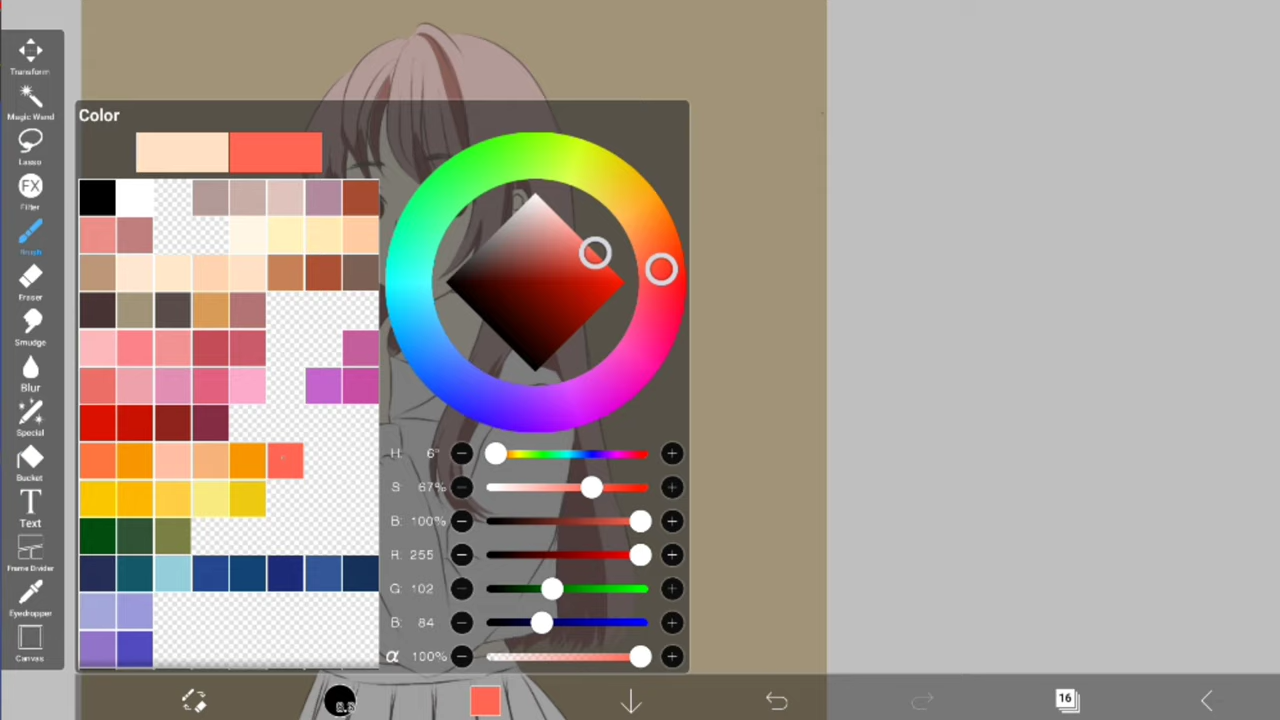 Transform
Magic Wand
Lasso
FX
Filter
Brush
Eraser
Smudge
Blur
Special
Bucket
T
Text
Frame Divider
Eyedropper
Canvas
Color
H: 6°
S: 67%
B: 100%
R: 255
G: 102
B: 84
α 100%
16